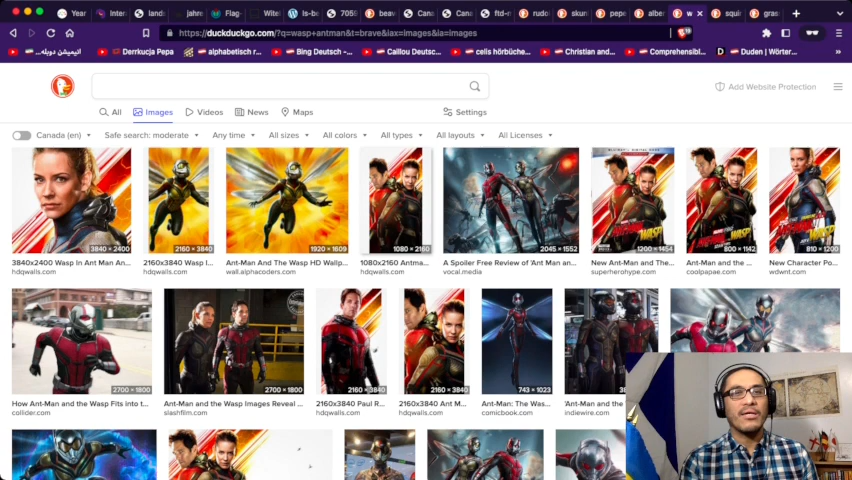 Year
Inter
lands
jahre
Flag-
Wite
Is-b
7055
beav
Cana
Cana
ftd-n
rudo
skun
pepe
albe
w
squir
gras
https://duckduckgo.com/?q=wasp+antman&t=brave&iax=images&ia=images
انیمیشن دوبله...
Derrkucja Pepa
alphabetisch r...
Bing Deutsch -...
Caillou Deutsc...
celis hörbüche...
Christian and...
Comprehensibl...
Duden | Wörter...
Add Website Protection
All
Images
Videos
News
Maps
Settings
Canada (en)
Safe search: moderate
Any time
All sizes
All colors
All types
All layouts
All Licenses
3840 × 2400
2160 × 3840
1920 × 1609
1080 × 2160
2045 × 1552
1200 × 1454
800 × 1142
810 × 1200
3840x2400 Wasp In Ant Man An...
2160x3840 Wasp I...
Ant-Man And The Wasp HD Wallp...
1080x2160 Antma...
A Spoiler Free Review of 'Ant Man an...
New Ant-Man and The...
Ant-Man and the Wa...
New Character Po...
hdqwalls.com
hdqwalls.com
wall.alphacoders.com
hdqwalls.com
vocal.media
superherohype.com
coolpapae.com
wdwnt.com
2700 × 1800
2700 × 1800
2160 × 3840
2160 × 3840
743 × 1023
How Ant-Man and the Wasp Fits into t...
Ant-Man and the Wasp Images Reveal ...
2160x3840 Paul R...
2160x3840 Ant M...
Ant-Man: The Was...
'Ant-Man and the
collider.com
slashfilm.com
hdqwalls.com
hdqwalls.com
comicbook.com
indiewire.com